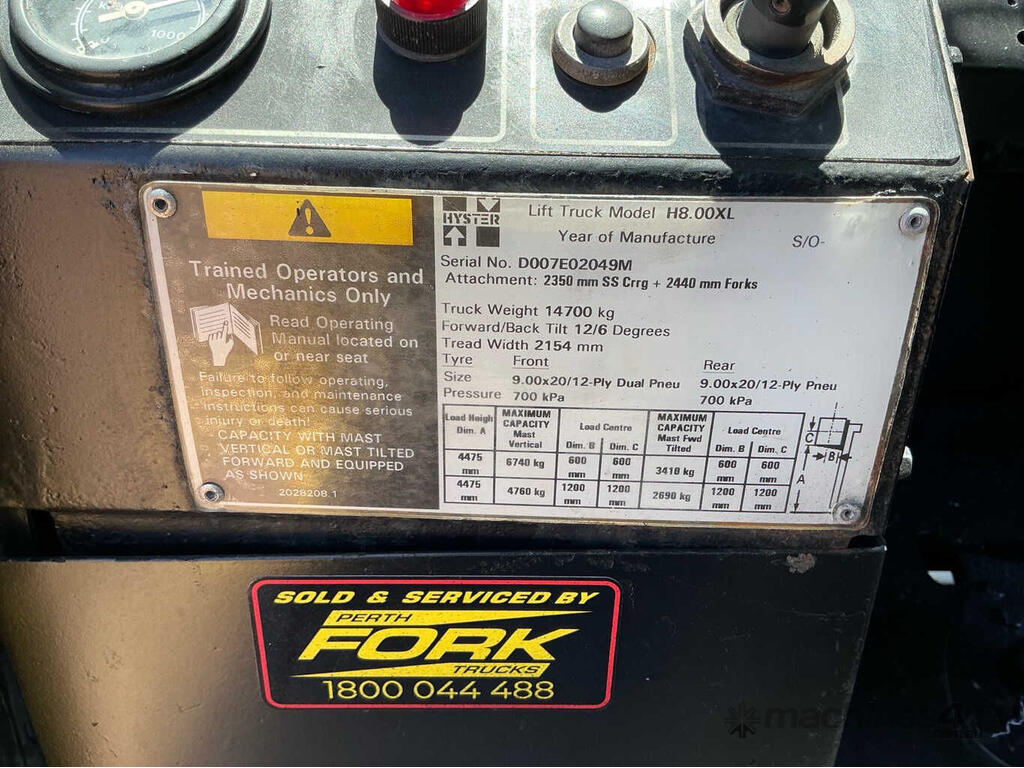 1000
HYSTER
Lift Truck Model H8.00XL
Year of Manufacture S/O-
Serial No. D007E02049M
Attachment: 2350 mm SS Crrg + 2440 mm Forks
Truck Weight 14700 kg
Forward/Back Tilt 12/6 Degrees
Tread Width 2154 mm
Tyre Front Rear
Size 9.00x20/12-Ply Dual Pneu 9.00x20/12-Ply Pneu
Pressure 700 kPa 700 kPa
Load Heigh Dim. A MAXIMUM CAPACITY Mast Vertical Load Centre MAXIMUM CAPACITY Mast Fwd Tilted Load Centre
Dim. B Dim. C Dim. B Dim. C
4475 mm 6740 kg 600 mm 600 mm 3410 kg 600 mm 600 mm
4475 mm 4760 kg 1200 mm 1200 mm 2690 kg 1200 mm 1200 mm
C
B
A
Trained Operators and
Mechanics Only
Read Operating
Manual located on
or near seat
Failure to follow operating,
inspection, and maintenance
instructions can cause serious
injury or death!
CAPACITY WITH MAST
VERTICAL OR MAST TILTED
FORWARD AND EQUIPPED
AS SHOWN
2028208 1
SOLD & SERVICED BY
PERTH
FORK
TRUCKS
1800 044 488